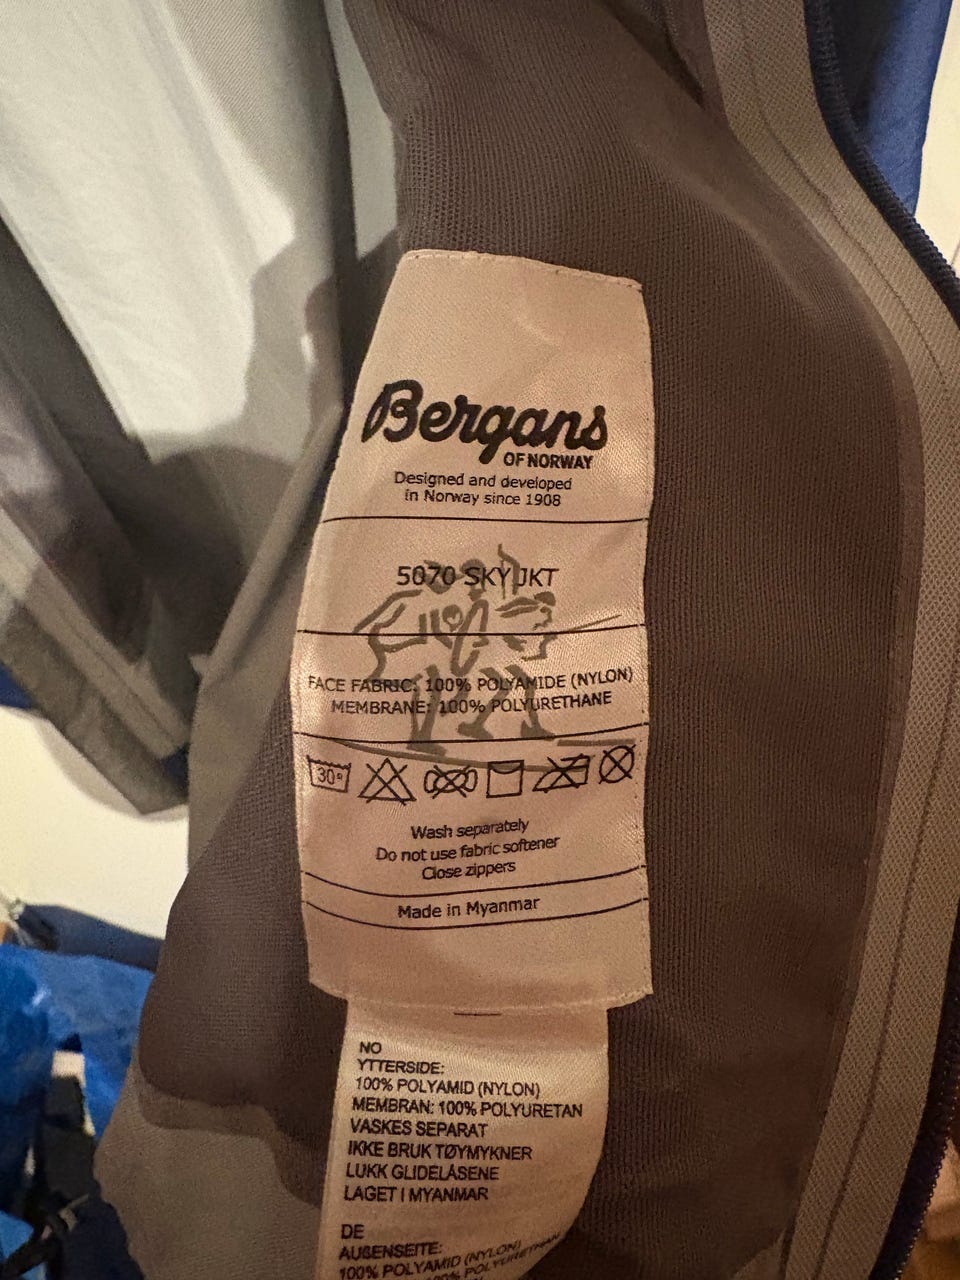 Bergans
OF NORWAY
Designed and developed
in Norway since 1908
5070 SKY JKT
FACE FABRIC: 100% POLYAMIDE (NYLON)
MEMBRANE: 100% POLYURETHANE
30°
Wash separately
Do not use fabric softener
Close zippers
Made in Myanmar
NO
YTTERSIDE:
100% POLYAMID (NYLON)
MEMBRAN: 100% POLYURETAN
VASKES SEPARAT
IKKE BRUK TØYMYKNER
LUKK GLIDELÅSENE
LAGET I MYANMAR
DE
AUßENSEITE:
100% POLYAMID (NYLON)
100% POLYURETHAN